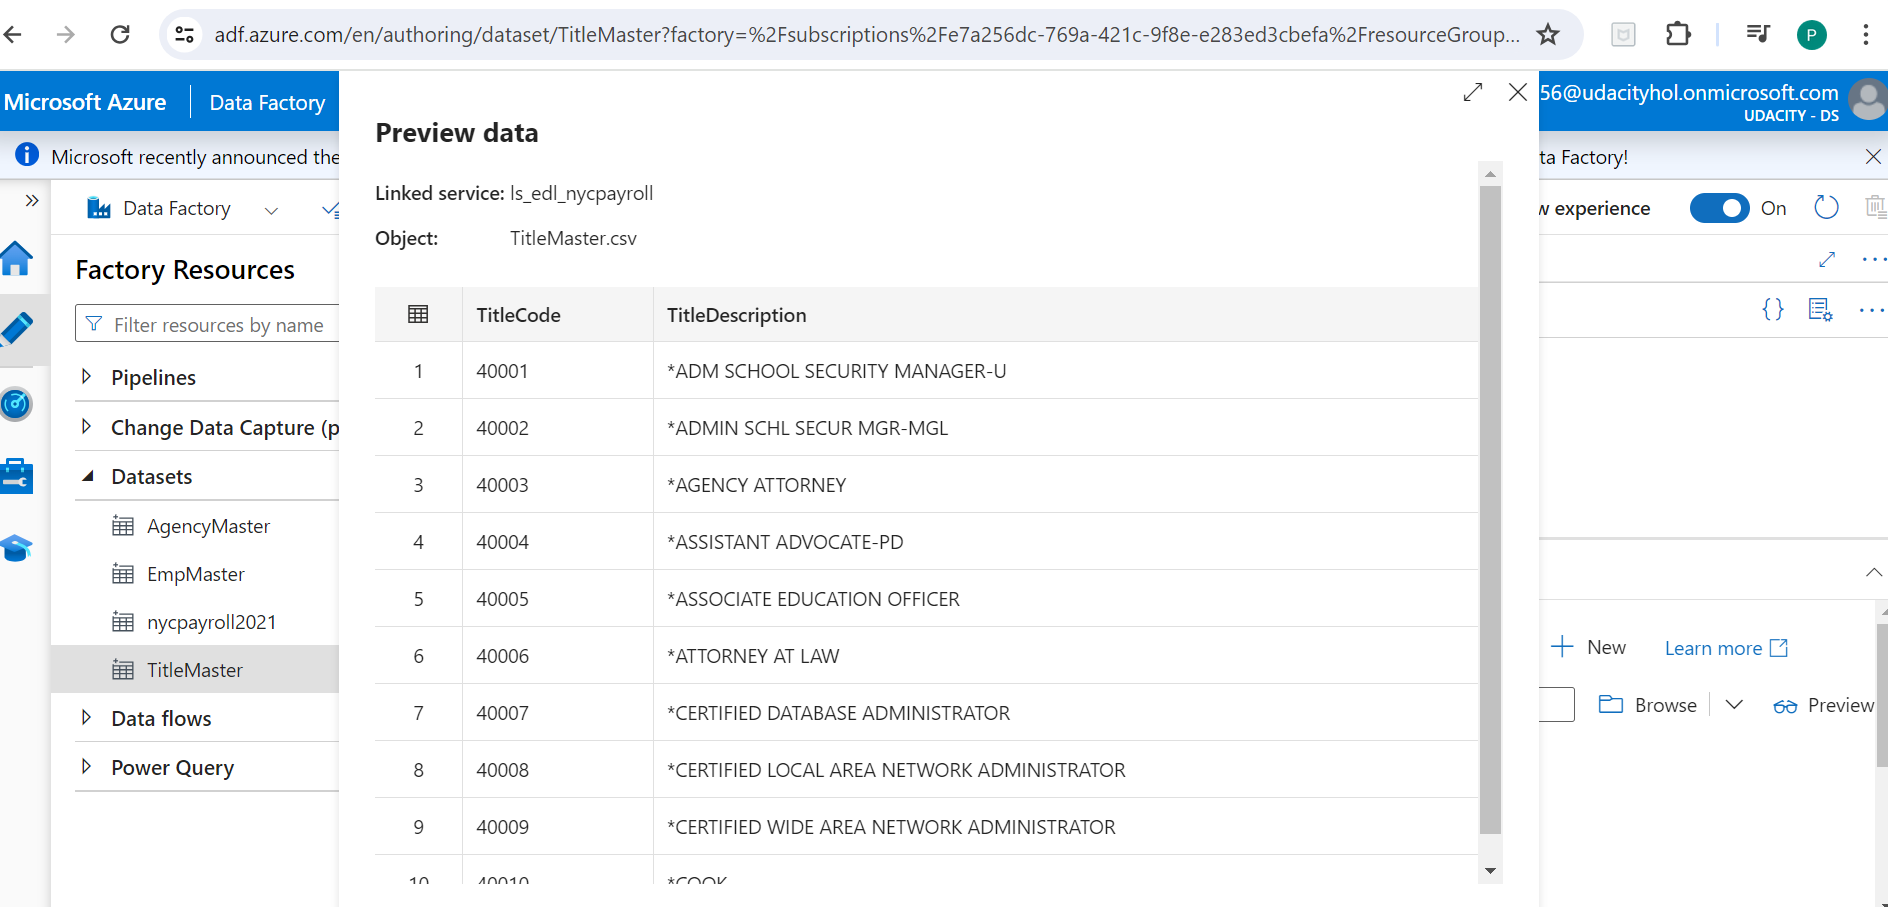 adf.azure.com/en/authoring/dataset/TitleMaster?factory=%2Fsubscriptions%2Fe7a256dc-769a-421c-9f8e-e283ed3cbefa%2FresourceGroup...
P
Microsoft Azure
Data Factory
56@udacityhol.onmicrosoft.com
UDACITY - DS
Microsoft recently announced the
ta Factory!
Data Factory
w experience
On
Factory Resources
Filter resources by name
Pipelines
Change Data Capture (p
Datasets
AgencyMaster
EmpMaster
nycpayroll2021
TitleMaster
Data flows
Power Query
Preview data
Linked service: ls_edl_nycpayroll
Object: TitleMaster.csv
TitleCode TitleDescription
1 40001 *ADM SCHOOL SECURITY MANAGER-U
2 40002 *ADMIN SCHL SECUR MGR-MGL
3 40003 *AGENCY ATTORNEY
4 40004 *ASSISTANT ADVOCATE-PD
5 40005 *ASSOCIATE EDUCATION OFFICER
6 40006 *ATTORNEY AT LAW
7 40007 *CERTIFIED DATABASE ADMINISTRATOR
8 40008 *CERTIFIED LOCAL AREA NETWORK ADMINISTRATOR
9 40009 *CERTIFIED WIDE AREA NETWORK ADMINISTRATOR
10 40010 *COOK
New
Learn more
Browse
Preview